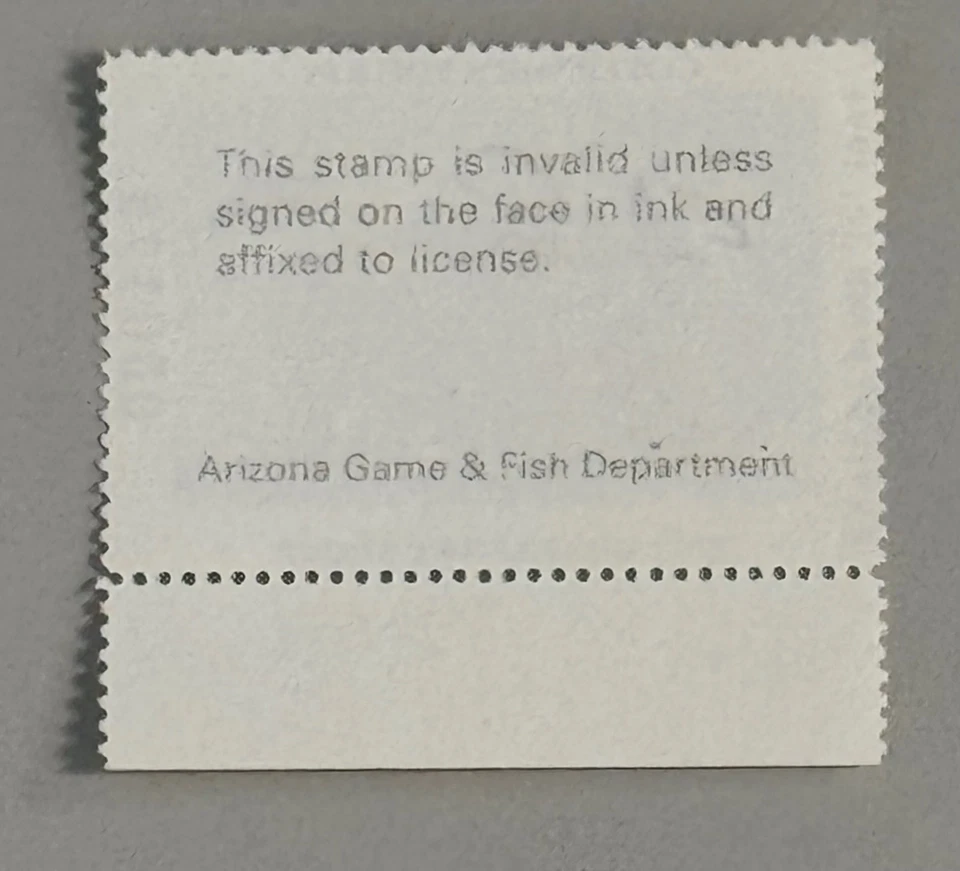 This stamp is invalid unless
signed on the face in ink and
affixed to license.
Arizona Game & Fish Department